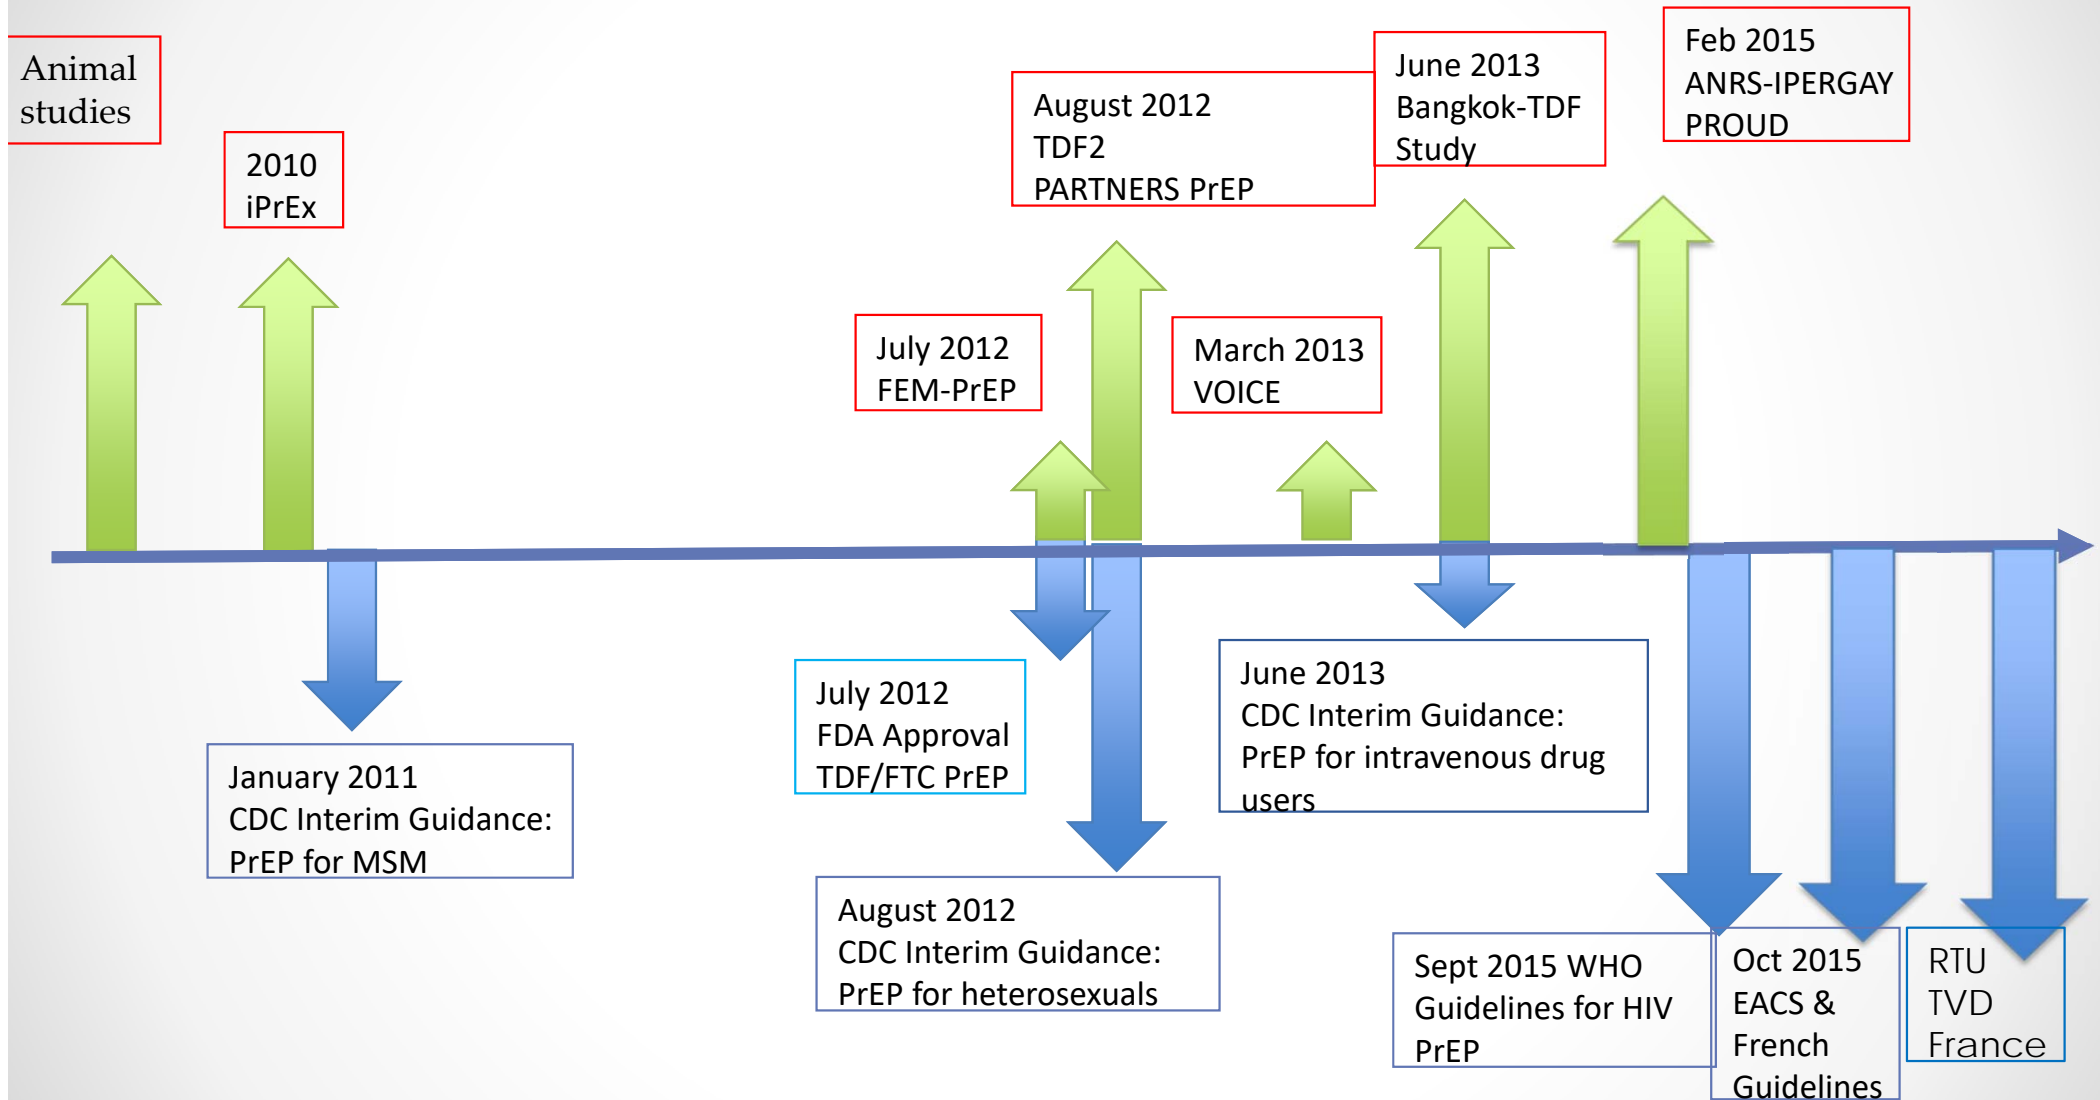 Animal
studies
2010
iPrEx
August 2012
TDF2
PARTNERS PrEP
June 2013
Bangkok-TDF
Study
Feb 2015
ANRS-IPERGAY
PROUD
July 2012
FEM-PrEP
March 2013
VOICE
January 2011
CDC Interim Guidance:
PrEP for MSM
July 2012
FDA Approval
TDF/FTC PrEP
August 2012
CDC Interim Guidance:
PrEP for heterosexuals
June 2013
CDC Interim Guidance:
PrEP for intravenous drug
users
Sept 2015 WHO
Guidelines for HIV
PrEP
Oct 2015
EACS &
French
Guidelines
RTU
TVD
France